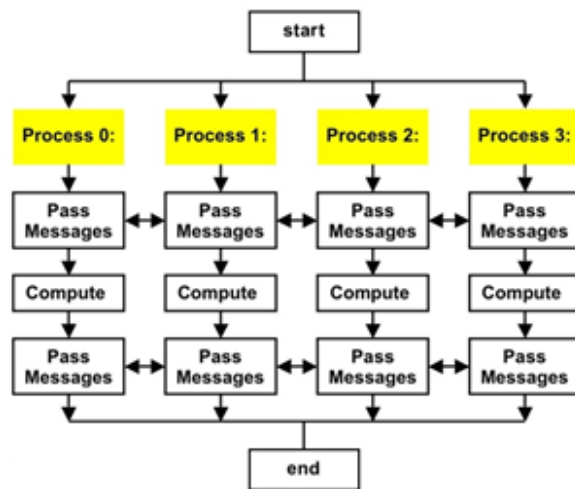 start
Process 0:
Process 1:
Process 2:
Process 3:
Pass
Messages
Pass
Messages
Pass
Messages
Pass
Messages
Compute
Compute
Compute
Compute
Pass
Messages
Pass
Messages
Pass
Messages
Pass
Messages
end